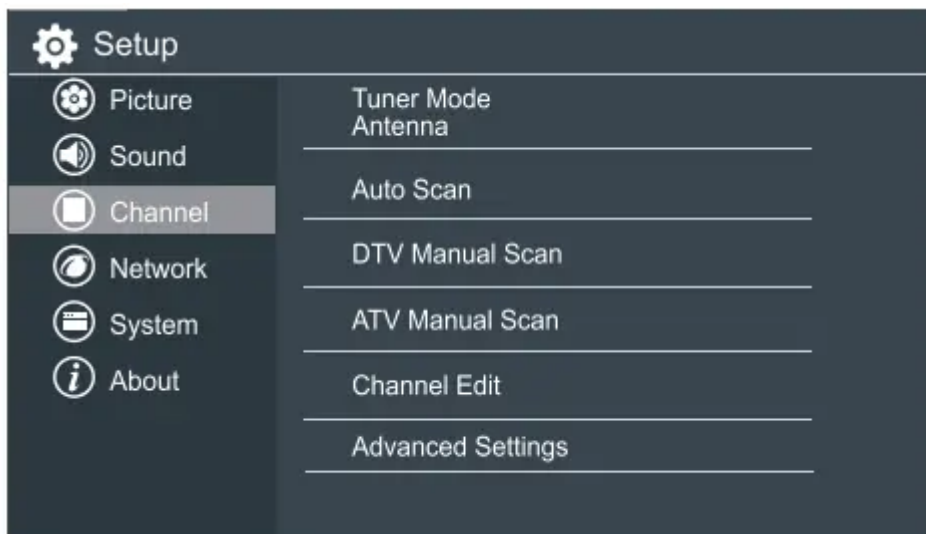 Setup
Picture
Sound
Channel
Network
System
About
Tuner Mode
Antenna
Auto Scan
DTV Manual Scan
ATV Manual Scan
Channel Edit
Advanced Settings